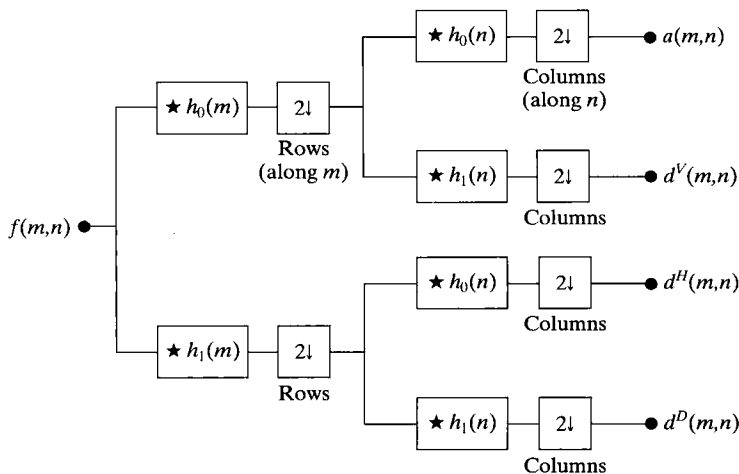 ★ h₀(n) 2↓ a(m,n)
Columns
(along n)
★ h₀(m) 2↓
Rows
(along m)
★ h₁(n) 2↓ dⱽ(m,n)
Columns
f(m,n)
★ h₀(n) 2↓ dᴴ(m,n)
Columns
★ h₁(m) 2↓
Rows
★ h₁(n) 2↓ dᴰ(m,n)
Columns